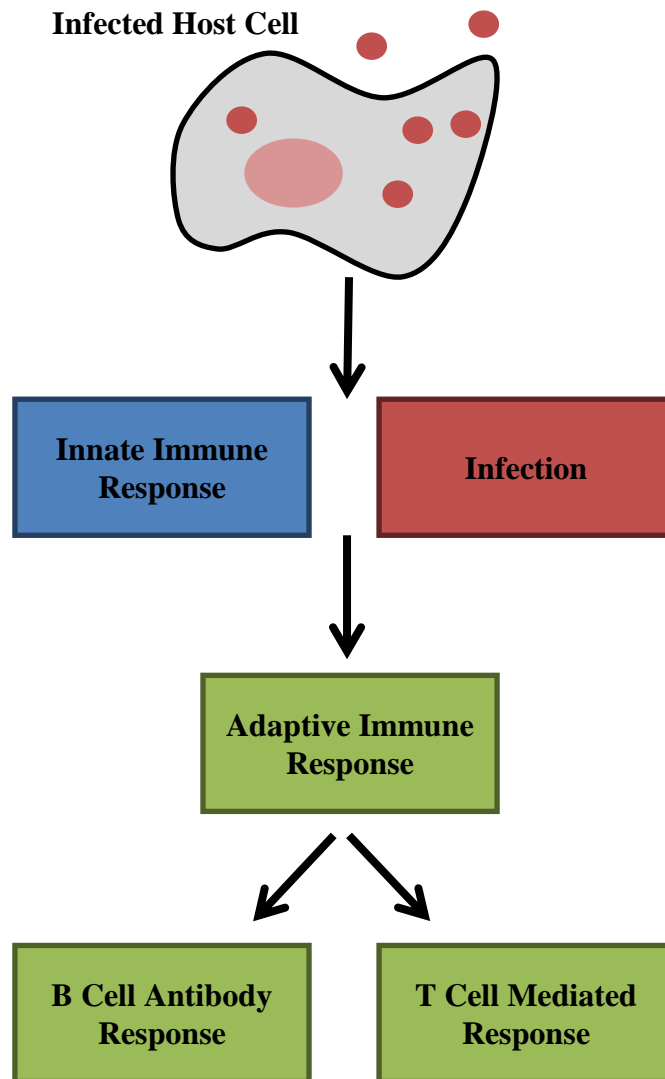 Infected Host Cell
Innate Immune
Response
Infection
Adaptive Immune
Response
B Cell Antibody
Response
T Cell Mediated
Response